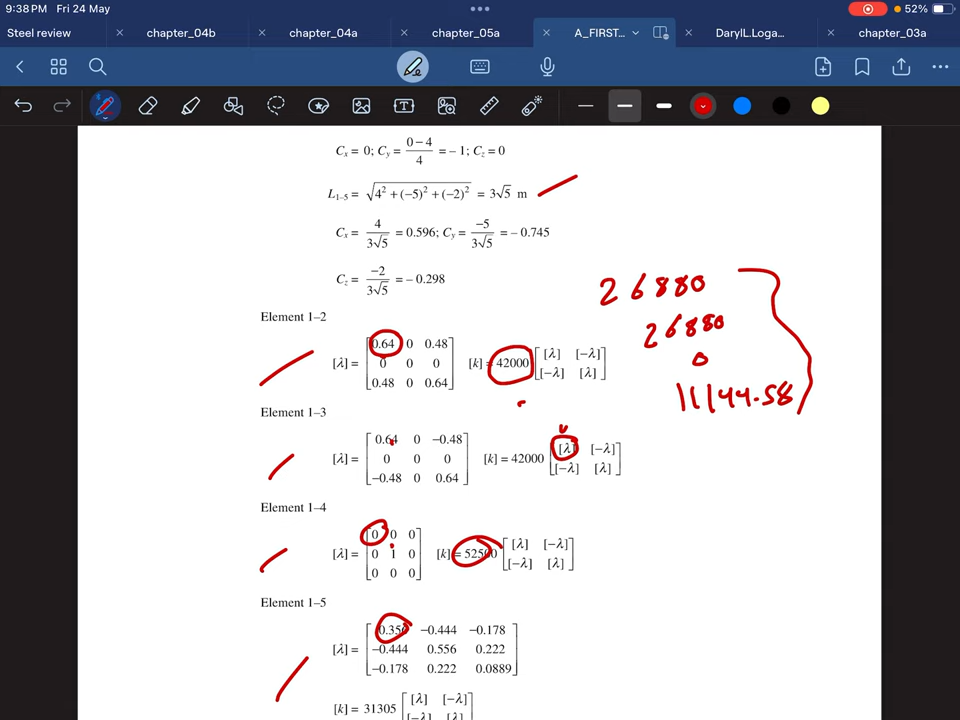 9:38PM Fri 24 May 52%
Steel review × chapter_04b × chapter_04a × chapter_05a × A_FIRST... × DaryIL.Loga... × chapter_03a
Cx = 0; Cy = (0 − 4)/4 = − 1; Cz = 0
L1–5 = √(4² + (−5)² + (−2)²) = 3√5 m
Cx = 4/(3√5) = 0.596; Cy = −5/(3√5) = − 0.745
Cz = −2/(3√5) = − 0.298
26880
26880
0
11144.58
Element 1–2
[λ] = [0.64 0 0.48
0 0 0
0.48 0 0.64] [k] = 42000 [[λ] [−λ]
[−λ] [λ]]
Element 1–3
[λ] = [0.64 0 −0.48
0 0 0
−0.48 0 0.64] [k] = 42000 [[λ] [−λ]
[−λ] [λ]]
Element 1–4
[λ] = [0 0 0
0 1 0
0 0 0] [k] = 52500 [[λ] [−λ]
[−λ] [λ]]
Element 1–5
[λ] = [0.356 −0.444 −0.178
−0.444 0.556 0.222
−0.178 0.222 0.0889]
[k] = 31305 [[λ] [−λ]
[−λ] [λ]]